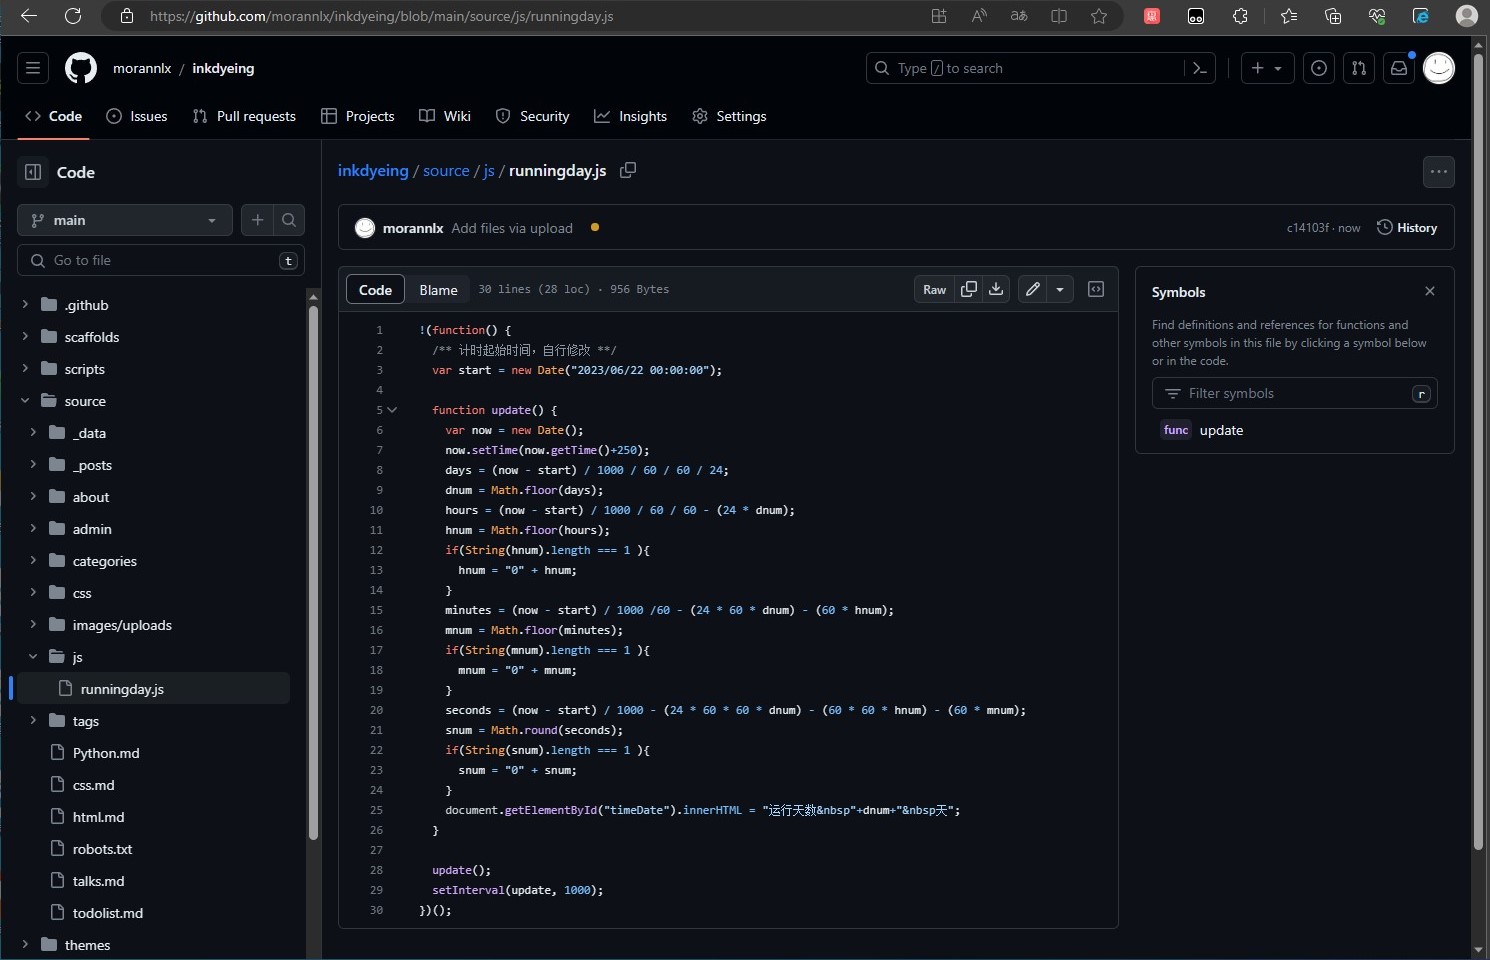 https://github.com/morannlx/inkdyeing/blob/main/source/js/runningday.js
morannlx / inkdyeing
Type / to search
Code
Issues
Pull requests
Projects
Wiki
Security
Insights
Settings
Code
main
Go to file
t
.github
scaffolds
scripts
source
_data
_posts
about
admin
categories
css
images/uploads
js
runningday.js
tags
Python.md
css.md
html.md
robots.txt
talks.md
todolist.md
themes
inkdyeing / source / js / runningday.js
morannlx Add files via upload
c14103f · now
History
Code
Blame
30 lines (28 loc) · 956 Bytes
Raw
1 !(function() {
2 /** 计时起始时间，自行修改 **/
3 var start = new Date("2023/06/22 00:00:00");
4
5 function update() {
6 var now = new Date();
7 now.setTime(now.getTime()+250);
8 days = (now - start) / 1000 / 60 / 60 / 24;
9 dnum = Math.floor(days);
10 hours = (now - start) / 1000 / 60 / 60 - (24 * dnum);
11 hnum = Math.floor(hours);
12 if(String(hnum).length === 1 ){
13 hnum = "0" + hnum;
14 }
15 minutes = (now - start) / 1000 /60 - (24 * 60 * dnum) - (60 * hnum);
16 mnum = Math.floor(minutes);
17 if(String(mnum).length === 1 ){
18 mnum = "0" + mnum;
19 }
20 seconds = (now - start) / 1000 - (24 * 60 * 60 * dnum) - (60 * 60 * hnum) - (60 * mnum);
21 snum = Math.round(seconds);
22 if(String(snum).length === 1 ){
23 snum = "0" + snum;
24 }
25 document.getElementById("timeDate").innerHTML = "运行天数&nbsp"+dnum+"&nbsp天";
26 }
27
28 update();
29 setInterval(update, 1000);
30 })();
Symbols
Find definitions and references for functions and
other symbols in this file by clicking a symbol below
or in the code.
Filter symbols
r
func update